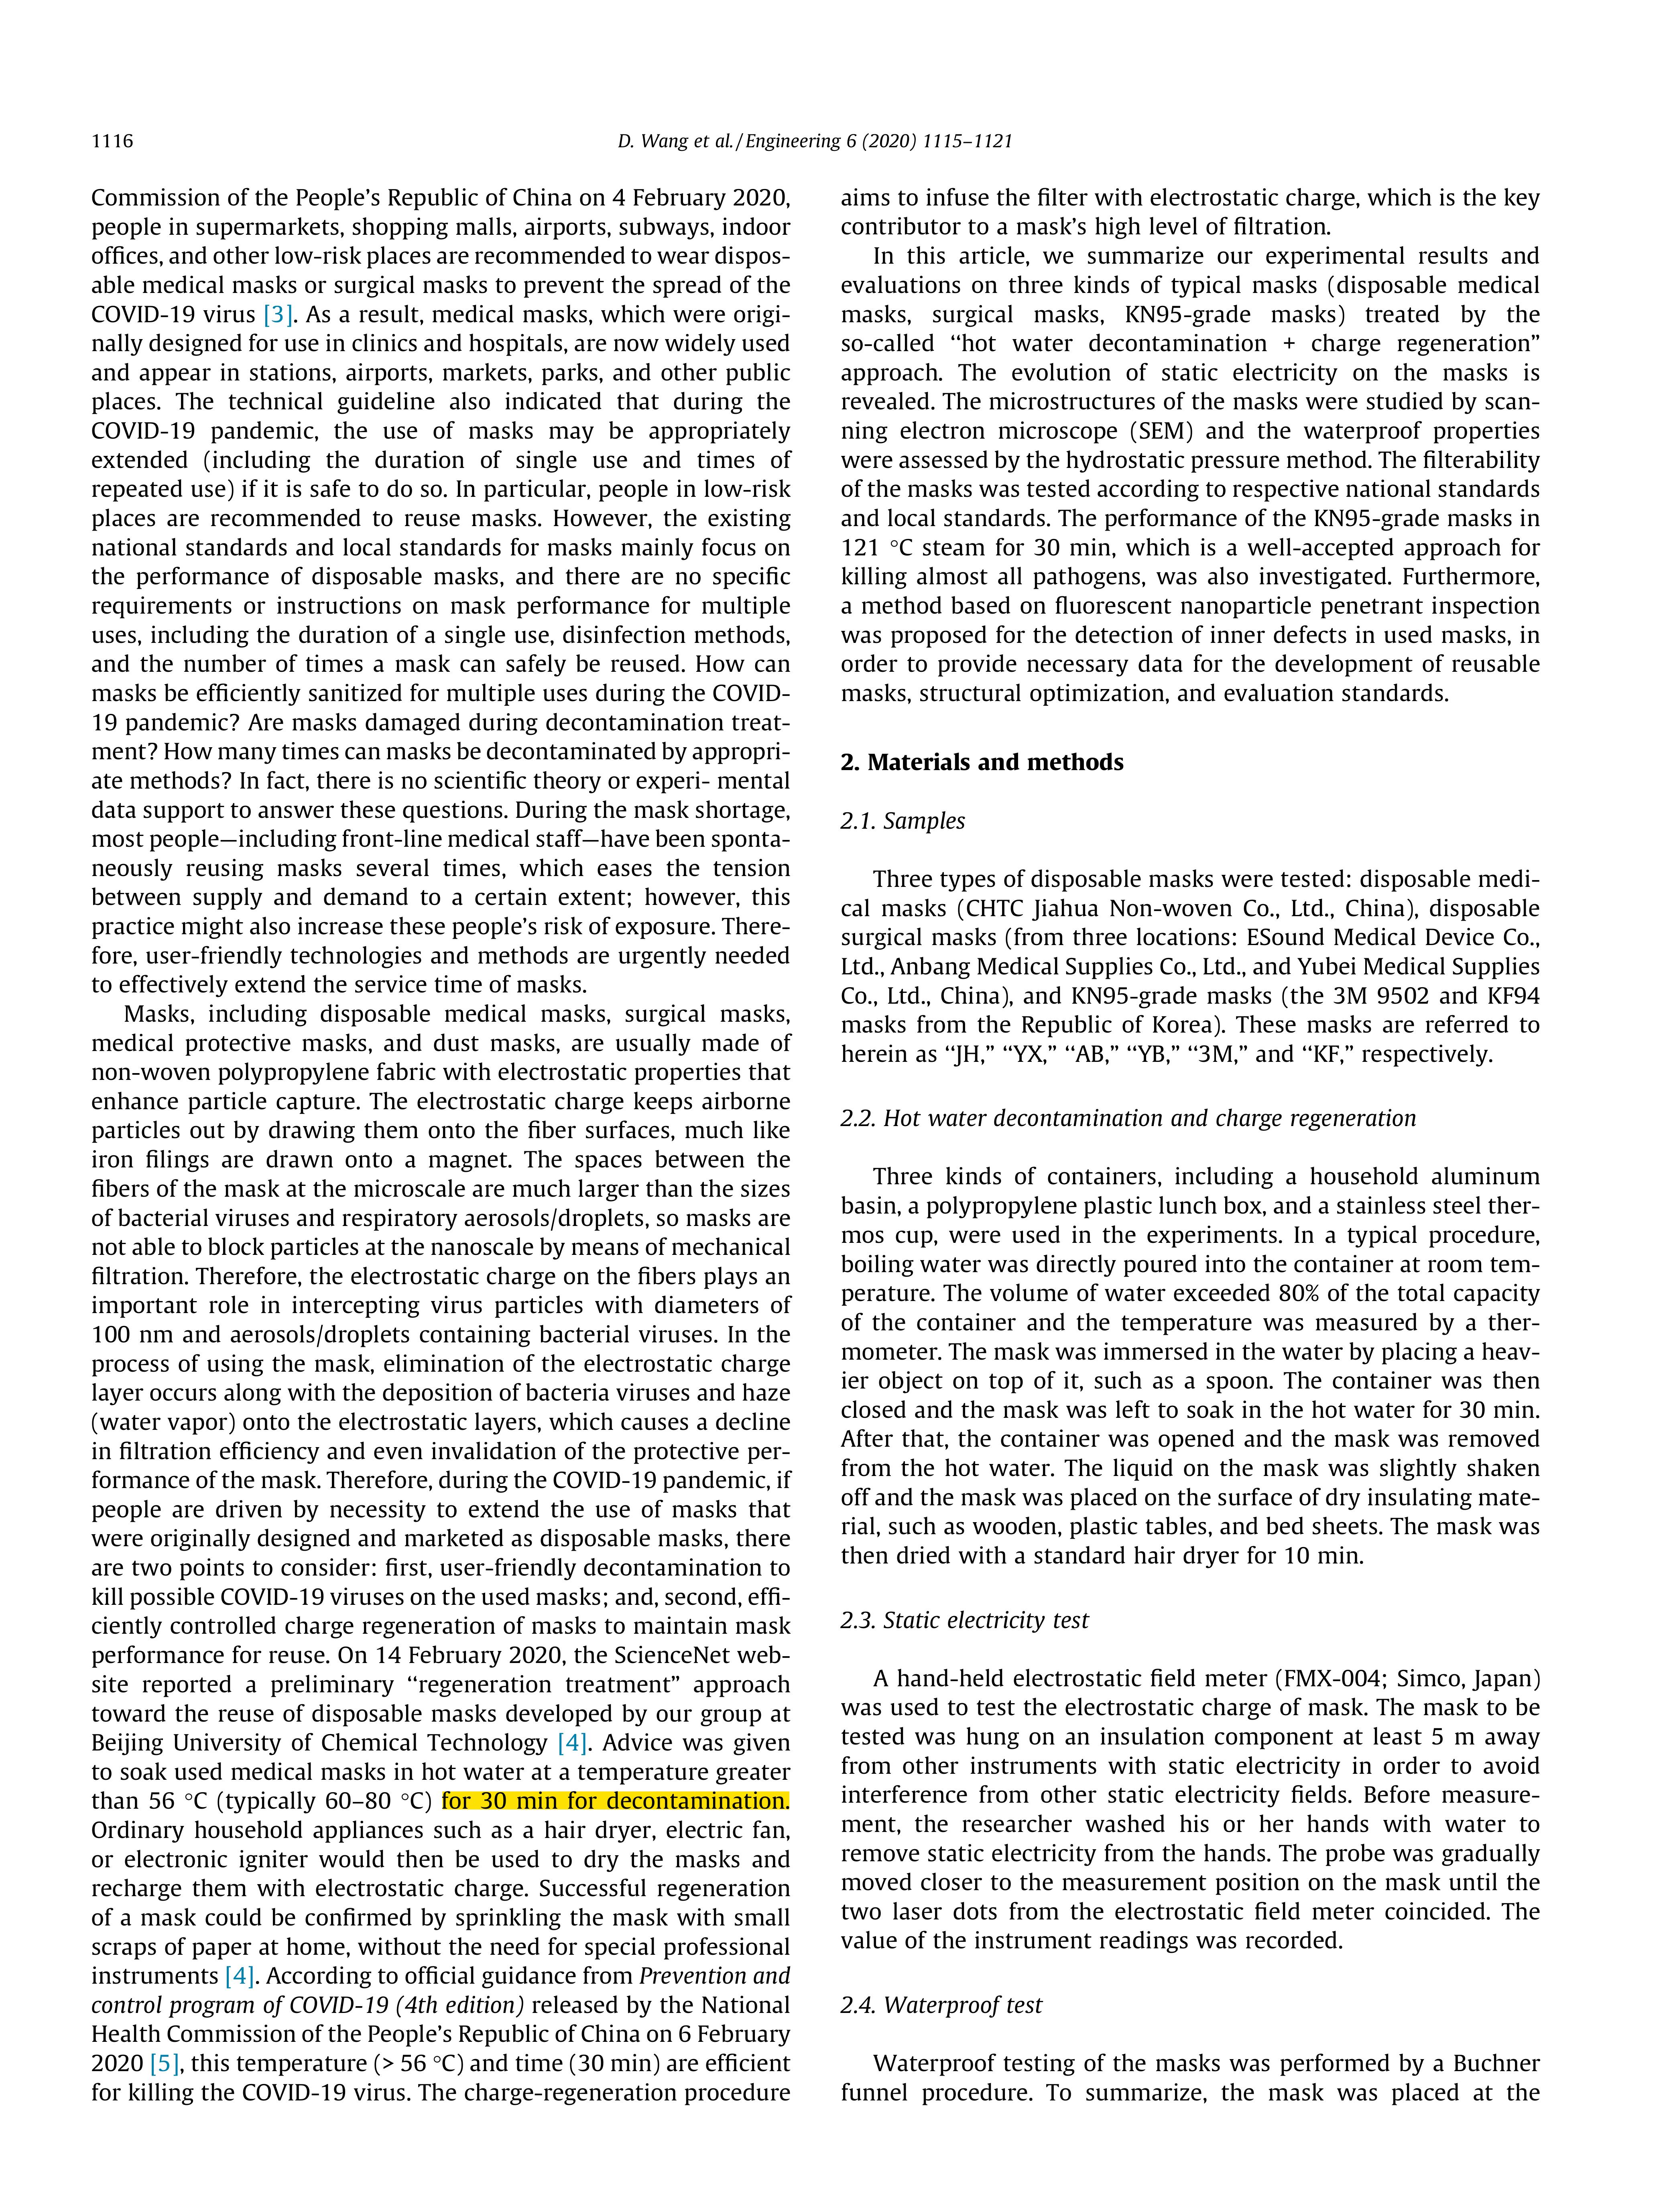 1116
D. Wang et al. / Engineering 6 (2020) 1115–1121
Commission of the People's Republic of China on 4 February 2020,
people in supermarkets, shopping malls, airports, subways, indoor
offices, and other low-risk places are recommended to wear dispos-
able medical masks or surgical masks to prevent the spread of the
COVID-19 virus [3]. As a result, medical masks, which were origi-
nally designed for use in clinics and hospitals, are now widely used
and appear in stations, airports, markets, parks, and other public
places. The technical guideline also indicated that during the
COVID-19 pandemic, the use of masks may be appropriately
extended (including the duration of single use and times of
repeated use) if it is safe to do so. In particular, people in low-risk
places are recommended to reuse masks. However, the existing
national standards and local standards for masks mainly focus on
the performance of disposable masks, and there are no specific
requirements or instructions on mask performance for multiple
uses, including the duration of a single use, disinfection methods,
and the number of times a mask can safely be reused. How can
masks be efficiently sanitized for multiple uses during the COVID-
19 pandemic? Are masks damaged during decontamination treat-
ment? How many times can masks be decontaminated by appropri-
ate methods? In fact, there is no scientific theory or experi- mental
data support to answer these questions. During the mask shortage,
most people—including front-line medical staff—have been sponta-
neously reusing masks several times, which eases the tension
between supply and demand to a certain extent; however, this
practice might also increase these people's risk of exposure. There-
fore, user-friendly technologies and methods are urgently needed
to effectively extend the service time of masks.
Masks, including disposable medical masks, surgical masks,
medical protective masks, and dust masks, are usually made of
non-woven polypropylene fabric with electrostatic properties that
enhance particle capture. The electrostatic charge keeps airborne
particles out by drawing them onto the fiber surfaces, much like
iron filings are drawn onto a magnet. The spaces between the
fibers of the mask at the microscale are much larger than the sizes
of bacterial viruses and respiratory aerosols/droplets, so masks are
not able to block particles at the nanoscale by means of mechanical
filtration. Therefore, the electrostatic charge on the fibers plays an
important role in intercepting virus particles with diameters of
100 nm and aerosols/droplets containing bacterial viruses. In the
process of using the mask, elimination of the electrostatic charge
layer occurs along with the deposition of bacteria viruses and haze
(water vapor) onto the electrostatic layers, which causes a decline
in filtration efficiency and even invalidation of the protective per-
formance of the mask. Therefore, during the COVID-19 pandemic, if
people are driven by necessity to extend the use of masks that
were originally designed and marketed as disposable masks, there
are two points to consider: first, user-friendly decontamination to
kill possible COVID-19 viruses on the used masks; and, second, effi-
ciently controlled charge regeneration of masks to maintain mask
performance for reuse. On 14 February 2020, the ScienceNet web-
site reported a preliminary ‘‘regeneration treatment” approach
toward the reuse of disposable masks developed by our group at
Beijing University of Chemical Technology [4]. Advice was given
to soak used medical masks in hot water at a temperature greater
than 56 °C (typically 60–80 °C) for 30 min for decontamination.
Ordinary household appliances such as a hair dryer, electric fan,
or electronic igniter would then be used to dry the masks and
recharge them with electrostatic charge. Successful regeneration
of a mask could be confirmed by sprinkling the mask with small
scraps of paper at home, without the need for special professional
instruments [4]. According to official guidance from Prevention and
control program of COVID-19 (4th edition) released by the National
Health Commission of the People's Republic of China on 6 February
2020 [5], this temperature (> 56 °C) and time (30 min) are efficient
for killing the COVID-19 virus. The charge-regeneration procedure
aims to infuse the filter with electrostatic charge, which is the key
contributor to a mask's high level of filtration.
In this article, we summarize our experimental results and
evaluations on three kinds of typical masks (disposable medical
masks, surgical masks, KN95-grade masks) treated by the
so-called ‘‘hot water decontamination + charge regeneration”
approach. The evolution of static electricity on the masks is
revealed. The microstructures of the masks were studied by scan-
ning electron microscope (SEM) and the waterproof properties
were assessed by the hydrostatic pressure method. The filterability
of the masks was tested according to respective national standards
and local standards. The performance of the KN95-grade masks in
121 °C steam for 30 min, which is a well-accepted approach for
killing almost all pathogens, was also investigated. Furthermore,
a method based on fluorescent nanoparticle penetrant inspection
was proposed for the detection of inner defects in used masks, in
order to provide necessary data for the development of reusable
masks, structural optimization, and evaluation standards.
2. Materials and methods
2.1. Samples
Three types of disposable masks were tested: disposable medi-
cal masks (CHTC Jiahua Non-woven Co., Ltd., China), disposable
surgical masks (from three locations: ESound Medical Device Co.,
Ltd., Anbang Medical Supplies Co., Ltd., and Yubei Medical Supplies
Co., Ltd., China), and KN95-grade masks (the 3M 9502 and KF94
masks from the Republic of Korea). These masks are referred to
herein as ‘‘JH,” ‘‘YX,” ‘‘AB,” ‘‘YB,” ‘‘3M,” and ‘‘KF,” respectively.
2.2. Hot water decontamination and charge regeneration
Three kinds of containers, including a household aluminum
basin, a polypropylene plastic lunch box, and a stainless steel ther-
mos cup, were used in the experiments. In a typical procedure,
boiling water was directly poured into the container at room tem-
perature. The volume of water exceeded 80% of the total capacity
of the container and the temperature was measured by a ther-
mometer. The mask was immersed in the water by placing a heav-
ier object on top of it, such as a spoon. The container was then
closed and the mask was left to soak in the hot water for 30 min.
After that, the container was opened and the mask was removed
from the hot water. The liquid on the mask was slightly shaken
off and the mask was placed on the surface of dry insulating mate-
rial, such as wooden, plastic tables, and bed sheets. The mask was
then dried with a standard hair dryer for 10 min.
2.3. Static electricity test
A hand-held electrostatic field meter (FMX-004; Simco, Japan)
was used to test the electrostatic charge of mask. The mask to be
tested was hung on an insulation component at least 5 m away
from other instruments with static electricity in order to avoid
interference from other static electricity fields. Before measure-
ment, the researcher washed his or her hands with water to
remove static electricity from the hands. The probe was gradually
moved closer to the measurement position on the mask until the
two laser dots from the electrostatic field meter coincided. The
value of the instrument readings was recorded.
2.4. Waterproof test
Waterproof testing of the masks was performed by a Buchner
funnel procedure. To summarize, the mask was placed at the